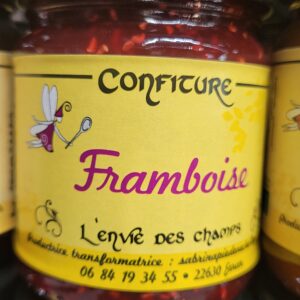 CONFITURE
Framboise
L'ENVIE DES CHAMPS
productrice transformatrice :
06 84 19 34 55 • 22630